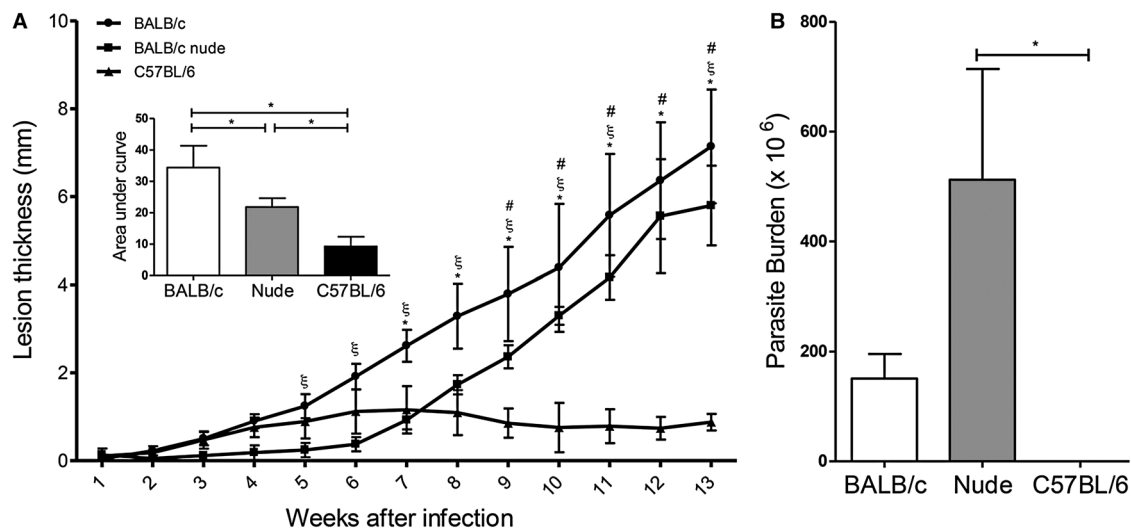 A
BALB/c
BALB/c nude
C57BL/6
Lesion thickness (mm)
10
8
6
4
2
0
1 2 3 4 5 6 7 8 9 10 11 12 13
Weeks after infection
ξ
ξ
ξ
*
ξ
*
#
ξ
*
#
ξ
*
#
ξ
*
#
*
#
ξ
*
Area under curve
50
40
30
20
10
0
*
* *
BALB/c Nude C57BL/6
B
Parasite Burden (x 10 6)
800
600
400
200
0
*
BALB/c Nude C57BL/6